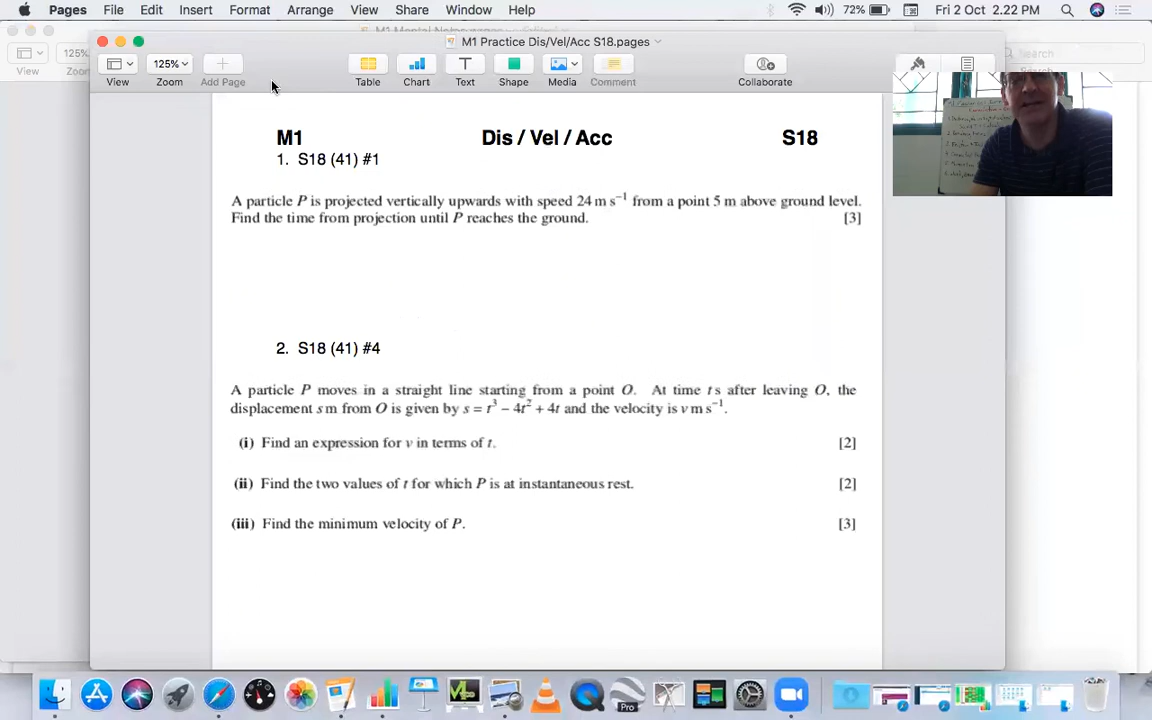 Pages File Edit Insert Format Arrange View Share Window Help 72% Fri 2 Oct 2.22 PM
M1 Practice Dis/Vel/Acc S18.pages
125%
View Zoom Add Page Table Chart Text Shape Media Comment Collaborate
View
Search
M1 Dis / Vel / Acc S18
1. S18 (41) #1
A particle P is projected vertically upwards with speed 24 m s⁻¹ from a point 5 m above ground level.
Find the time from projection until P reaches the ground. [3]
2. S18 (41) #4
A particle P moves in a straight line starting from a point O. At time t s after leaving O, the
displacement s m from O is given by s = t³ − 4t² + 4t and the velocity is v m s⁻¹.
(i) Find an expression for v in terms of t. [2]
(ii) Find the two values of t for which P is at instantaneous rest. [2]
(iii) Find the minimum velocity of P. [3]
Pro